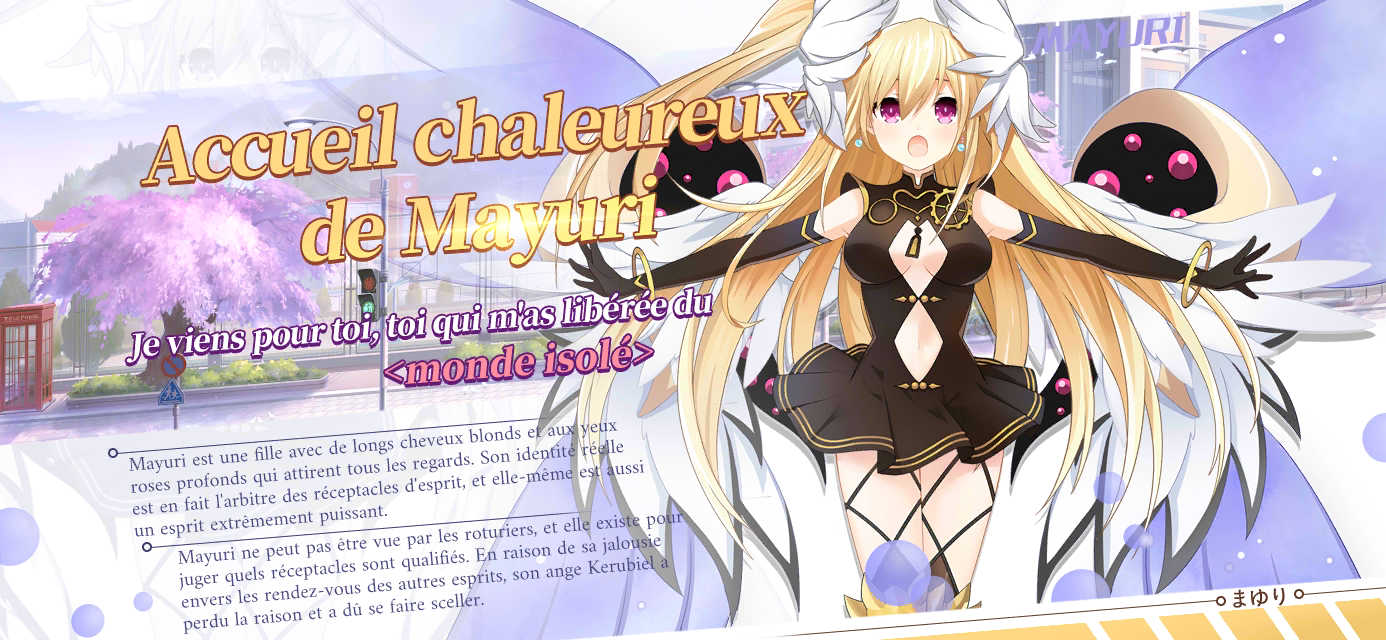 MAYURI
Accueil chaleureux
de Mayuri
Je viens pour toi, toi qui m'as libérée du
<monde isolé>
TELEPHONE
Mayuri est une fille avec de longs cheveux blonds et aux yeux
roses profonds qui attirent tous les regards. Son identité réelle
est en fait l'arbitre des réceptacles d'esprit, et elle-même est aussi
un esprit extrêmement puissant.
Mayuri ne peut pas être vue par les roturiers, et elle existe pour
juger quels réceptacles sont qualifiés. En raison de sa jalousie
envers les rendez-vous des autres esprits, son ange Kerubiel a
perdu la raison et a dû se faire sceller.
まゆり